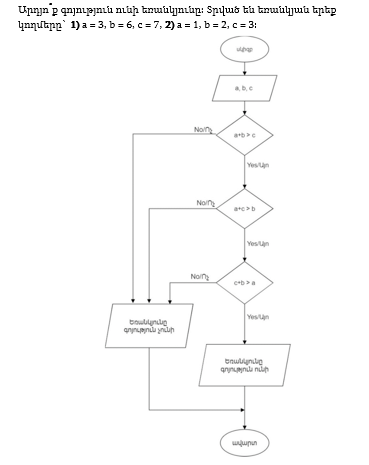 Արդյո՞ք գոյություն ունի եռանկյունը: Տրված են եռանկյան երեք
կողմերը` 1) a = 3, b = 6, c = 7, 2) a = 1, b = 2, c = 3:
սկիզբ
a, b, c
No/Ոչ
a+b > c
Yes/Այո
No/Ոչ
a+c > b
Yes/Այո
No/Ոչ
c+b > a
Yes/Այո
Եռանկյունը
գոյություն չունի
Եռանկյունը
գոյություն ունի
ավարտ